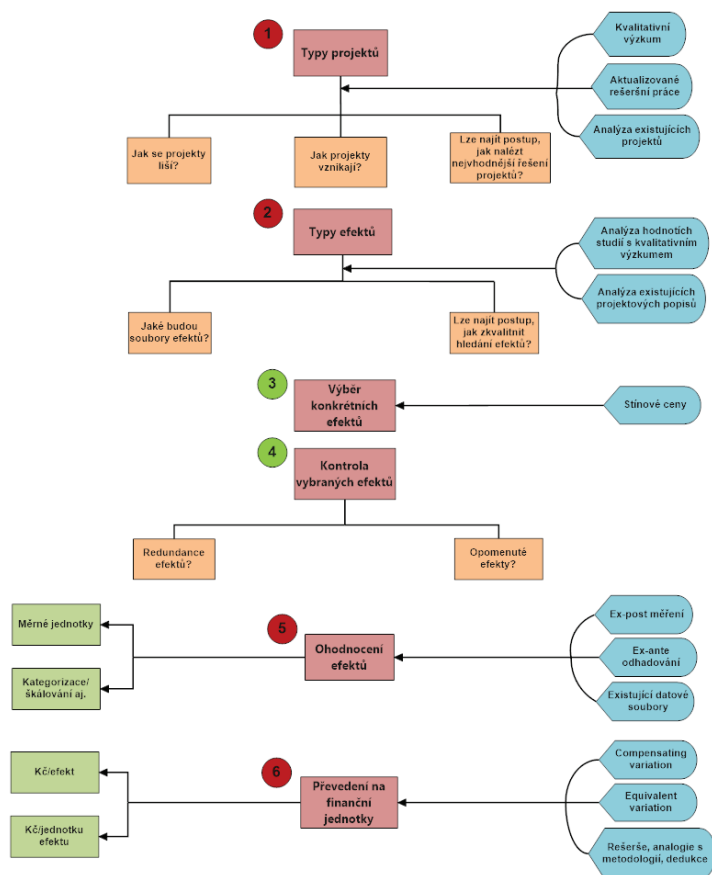 1
Typy projektů
Kvalitativní
výzkum
Aktualizované
rešeršní práce
Analýza existujících
projektů
Jak se projekty
liší?
Jak projekty
vznikají?
Lze najít postup,
jak nalézt
nejvhodnější řešení
projektů?
2
Typy efektů
Analýza hodnotích
studií s kvalitativním
výzkumem
Analýza existujících
projektových popisů
Jaké budou
soubory efektů?
Lze najít postup,
jak zkvalitnit
hledání efektů?
3
Výběr
konkrétních
efektů
Stínové ceny
4
Kontrola
vybraných efektů
Redundance
efektů?
Opomenuté
efekty?
Měrné jednotky
Kategorizace/
škálování aj.
5
Ohodnocení
efektů
Ex-post měření
Ex-ante
odhadování
Existující datové
soubory
Kč/efekt
Kč/jednotku
efektu
6
Převedení na
finanční
jednotky
Compensating
variation
Equivalent
variation
Rešerše, analogie s
metodologií, dedukce